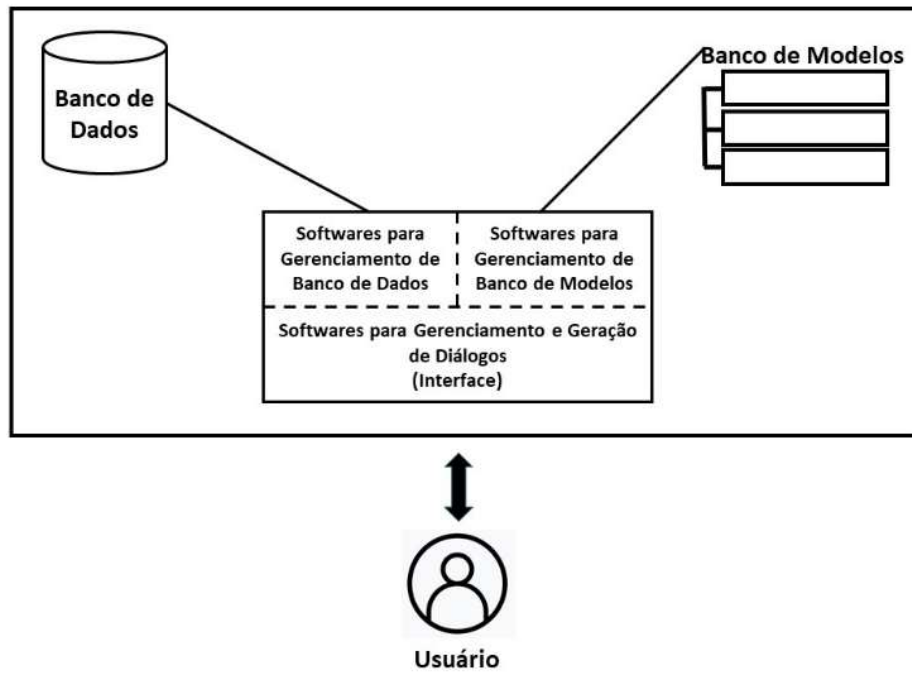 Banco de
Dados
Banco de Modelos
Softwares para
Gerenciamento de
Banco de Dados
Softwares para
Gerenciamento de
Banco de Modelos
Softwares para Gerenciamento e Geração
de Diálogos
(Interface)
Usuário